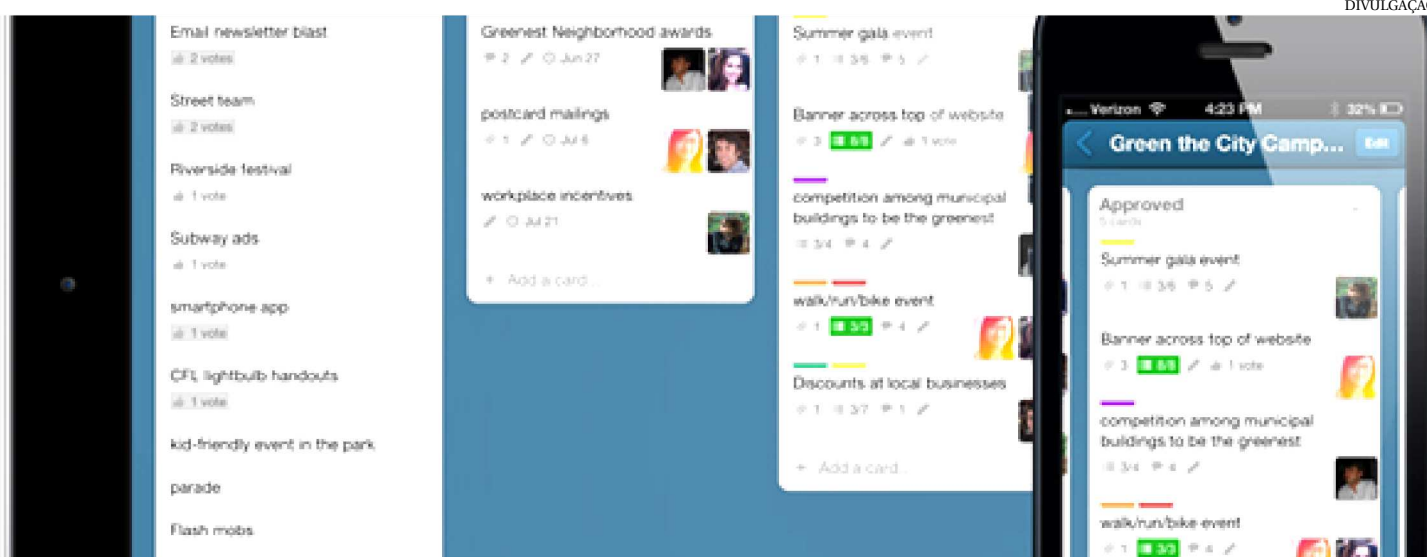 DIVULGAÇÃO
Email newsletter blast
2 votes
Street team
2 votes
Riverside festival
1 vote
Subway ads
1 vote
smartphone app
1 vote
CFL lightbulb handouts
1 vote
kid-friendly event in the park
parade
Flash mobs
Greenest Neighborhood awards
2 Jun 27
postcard mailings
1 Jul 6
workplace incentives
Jul 21
+ Add a card...
Summer gala event
1 3/6 5
Banner across top of website
3 8/8 1 vote
competition among municipal
buildings to be the greenest
3/4 4
walk/run/bike event
1 3/3 4
Discounts at local businesses
1 3/7 1
+ Add a card...
Verizon 4:23 PM 32%
Green the City Camp... Edit
Approved
5 cards
Summer gala event
1 3/6 5
Banner across top of website
3 8/8 1 vote
competition among municipal
buildings to be the greenest
3/4 4
walk/run/bike event
1 3/3 4